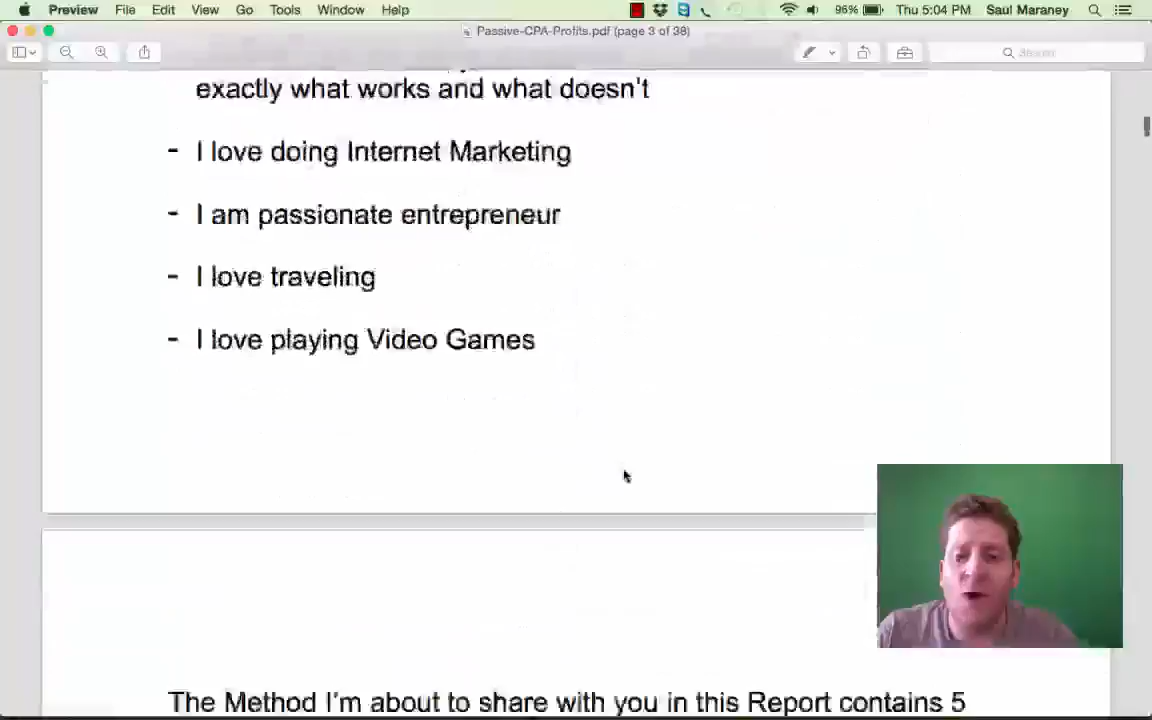 Preview File Edit View Go Tools Window Help 96% Thu 5:04 PM Saul Maraney
Passive-CPA-Profits.pdf (page 3 of 38)
Search
exactly what works and what doesn't
- I love doing Internet Marketing
- I am passionate entrepreneur
- I love traveling
- I love playing Video Games
The Method I'm about to share with you in this Report contains 5